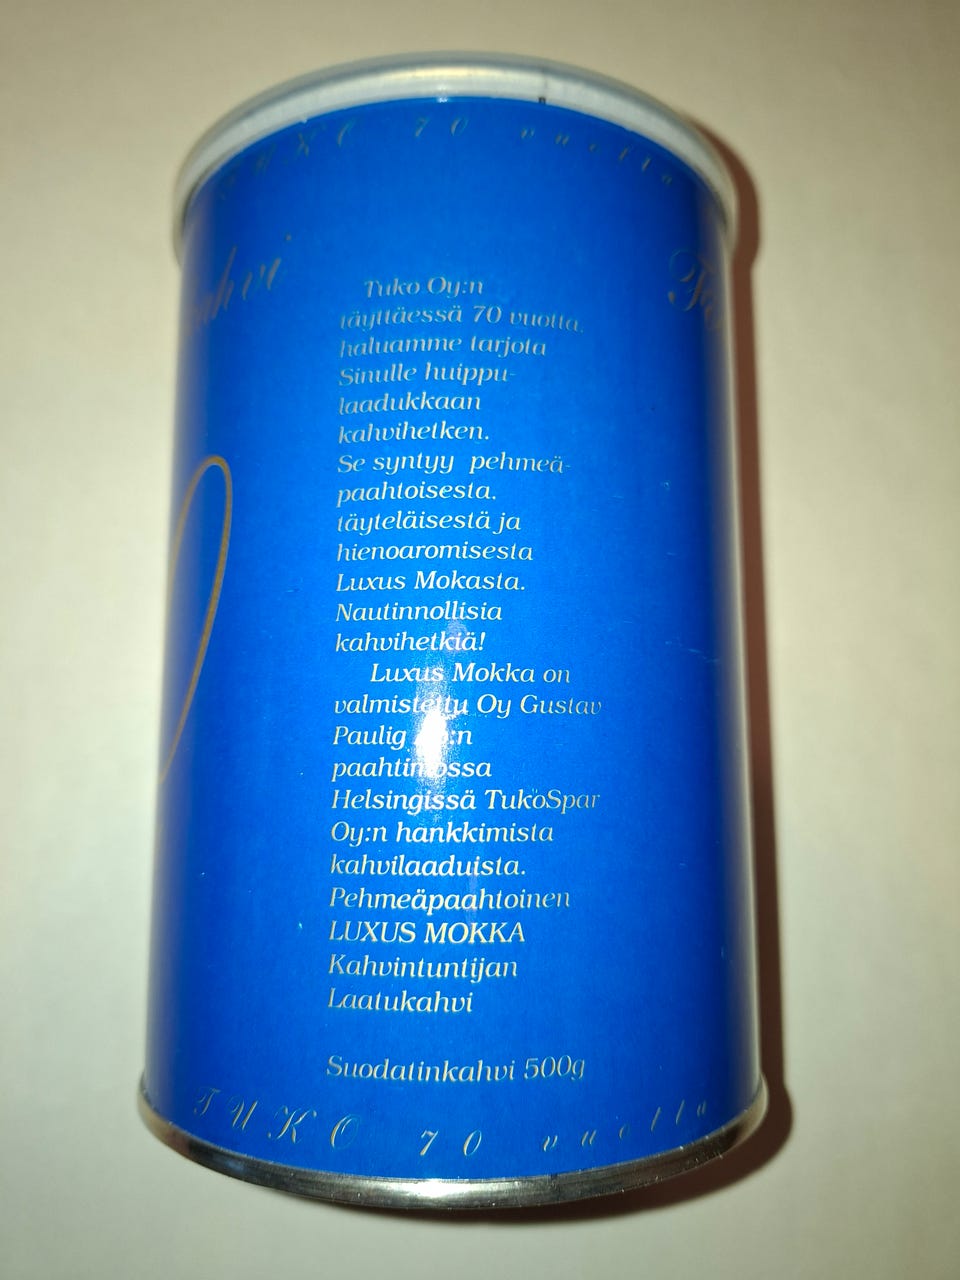 TUKO 70 vuotta
Tuko Oy:n
täyttäessä 70 vuotta,
haluamme tarjota
Sinulle huippu-
laadukkaan
kahvihetken.
Se syntyy pehmeä-
paahtoisesta,
täyteläisestä ja
hienoaromisesta
Luxus Mokasta.
Nautinnollisia
kahvihetkiä!
Luxus Mokka on
valmistettu Oy Gustav
Paulig Ab:n
paahtimossa
Helsingissä TukoSpar
Oy:n hankkimista
kahvilaaduista.
Pehmeäpaahtoinen
LUXUS MOKKA
Kahvintuntijan
Laatukahvi
Suodatinkahvi 500g
TUKO 70 vuotta